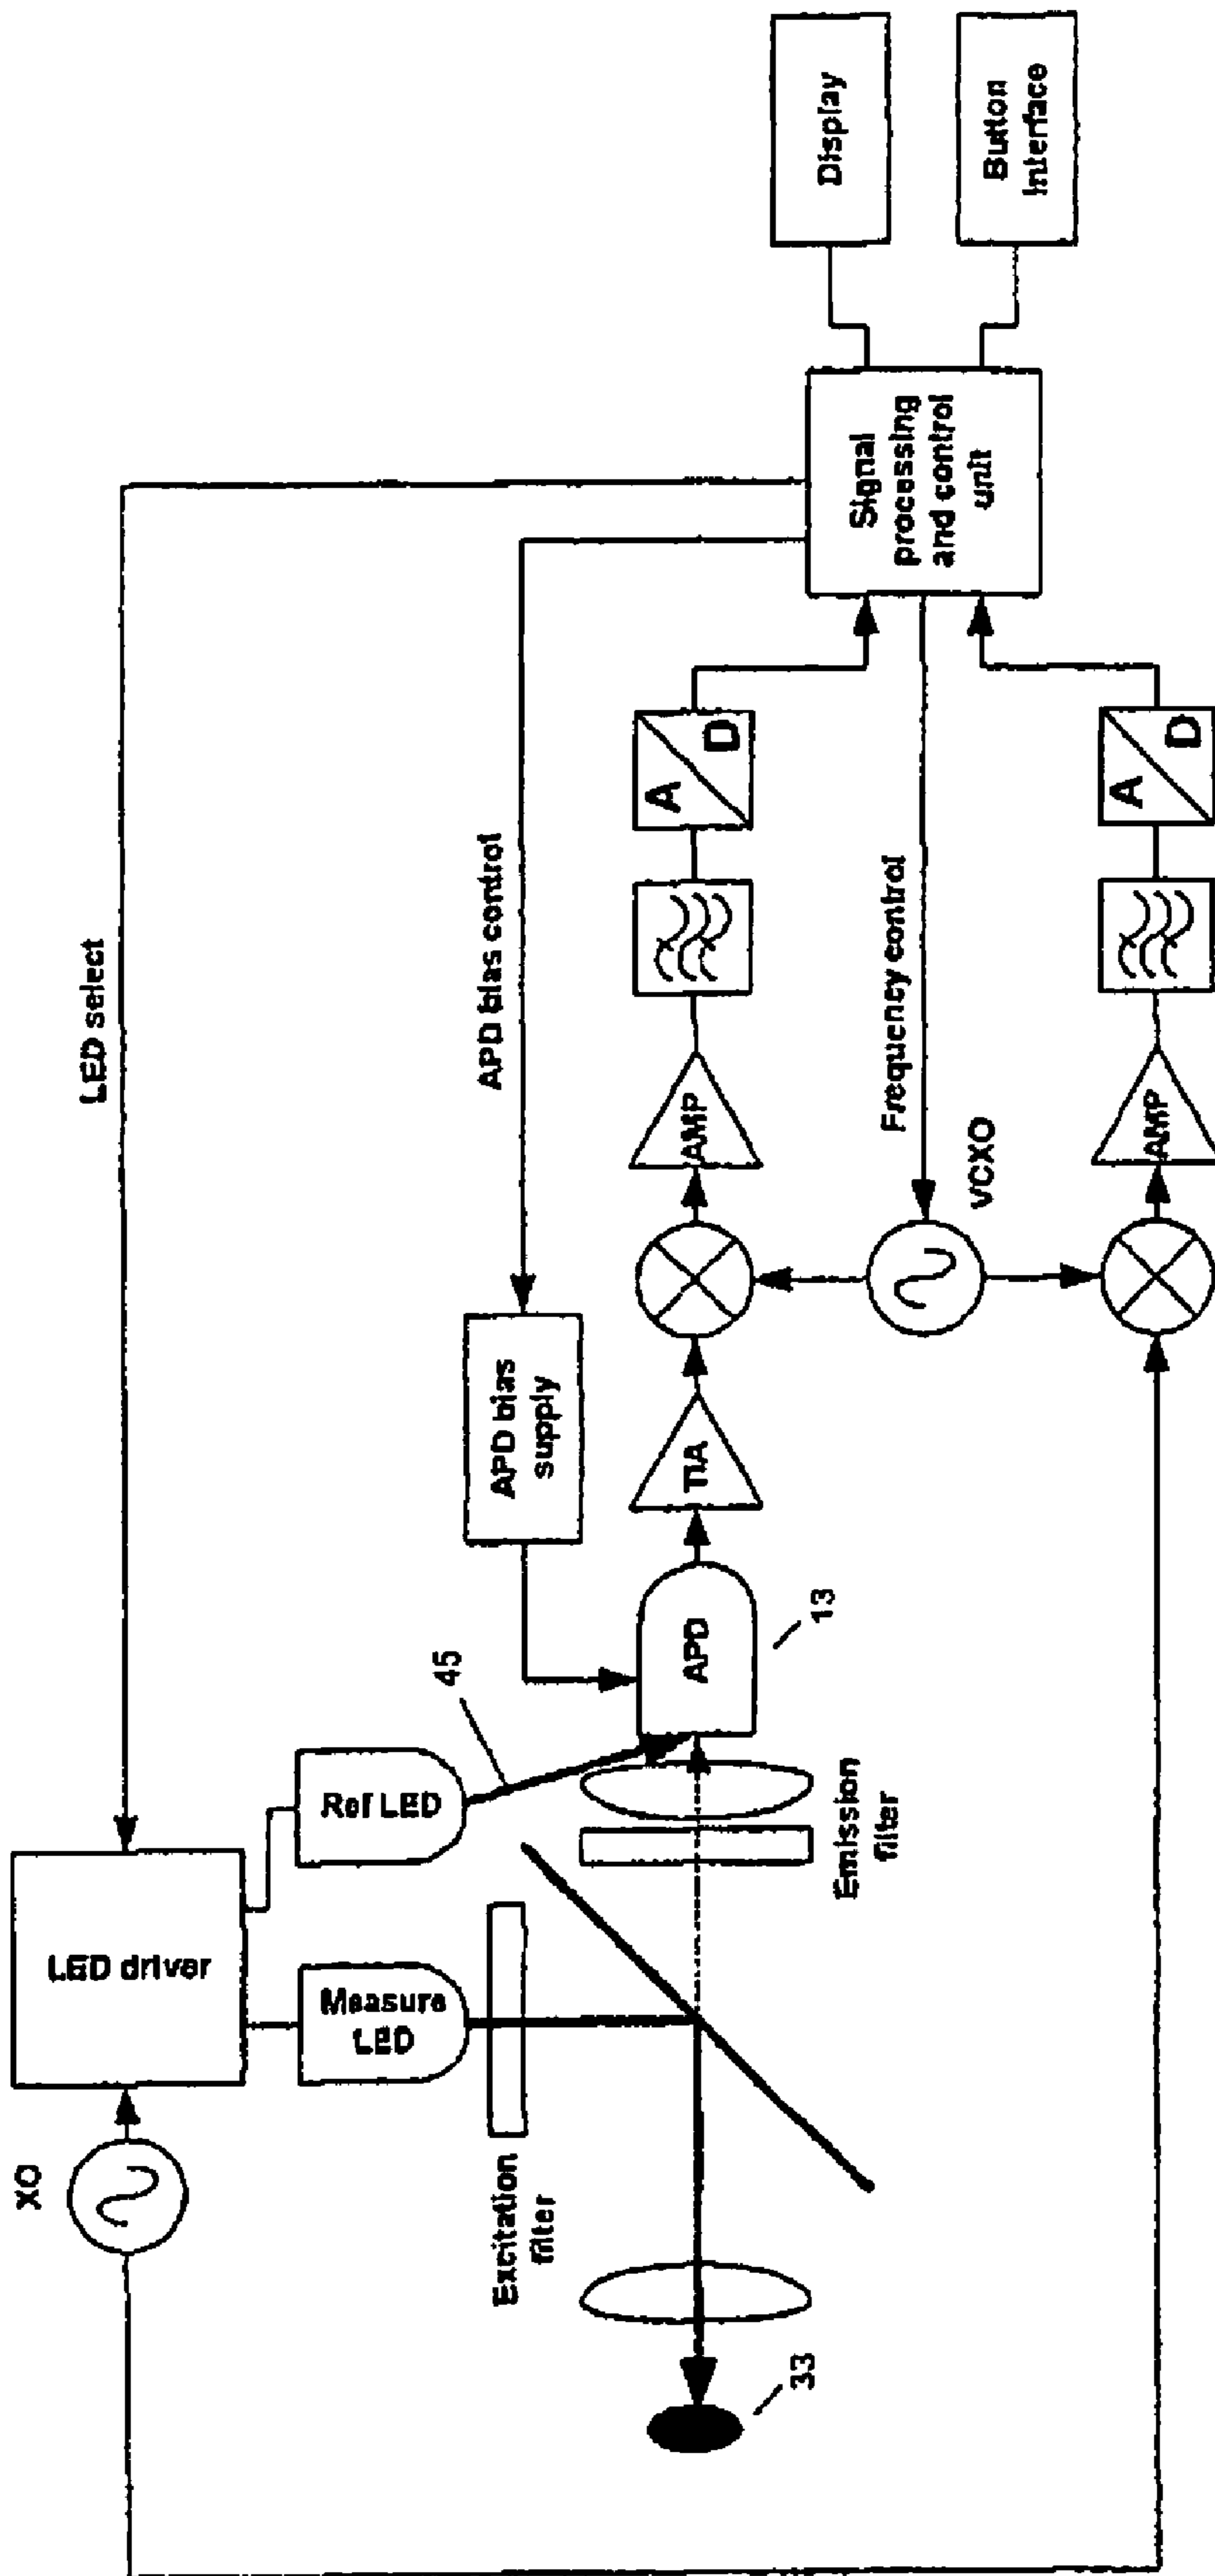 XO
LED driver
LED select
Measure
LED
Ref LED
45
Excitation
filter
33
Emission
filter
APD
13
APD bias
supply
APD bias control
TIA
AMP
A
D
VCXO
Frequency control
AMP
A
D
Signal
processing
and control
unit
Display
Button
Interface